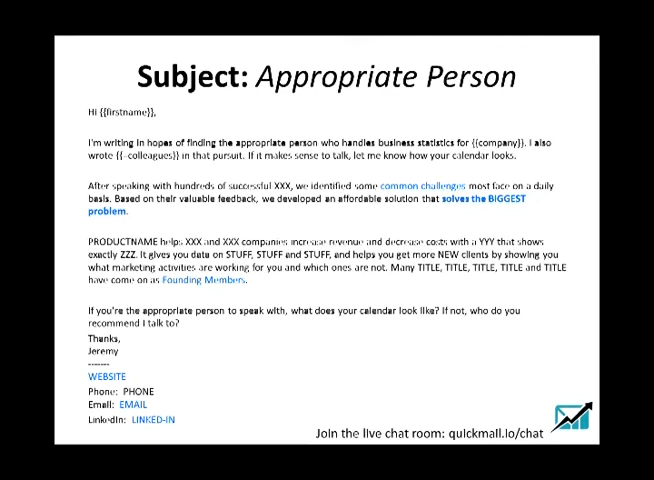 Subject: Appropriate Person
Hi {{firstname}},
I'm writing in hopes of finding the appropriate person who handles business statistics for {{company}}. I also
wrote {{~colleagues}} in that pursuit. If it makes sense to talk, let me know how your calendar looks.
After speaking with hundreds of successful XXX, we identified some common challenges most face on a daily
basis. Based on their valuable feedback, we developed an affordable solution that solves the BIGGEST
problem.
PRODUCTNAME helps XXX and XXX companies increase revenue and decrease costs with a YYY that shows
exactly ZZZ. It gives you data on STUFF, STUFF and STUFF, and helps you get more NEW clients by showing you
what marketing activities are working for you and which ones are not. Many TITLE, TITLE, TITLE, TITLE and TITLE
have come on as Founding Members.
If you're the appropriate person to speak with, what does your calendar look like? If not, who do you
recommend I talk to?
Thanks,
Jeremy
-------
WEBSITE
Phone: PHONE
Email: EMAIL
LinkedIn: LINKED-IN
Join the live chat room: quickmail.io/chat